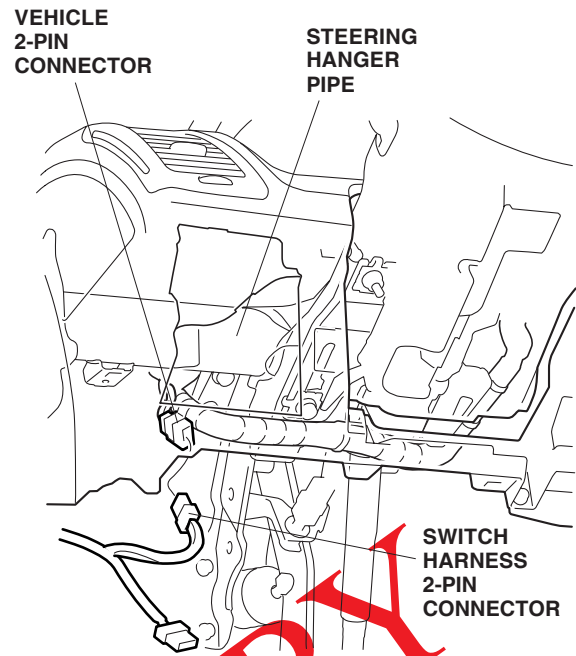 VEHICLE
2-PIN
CONNECTOR
STEERING
HANGER
PIPE
SWITCH
HARNESS
2-PIN
CONNECTOR